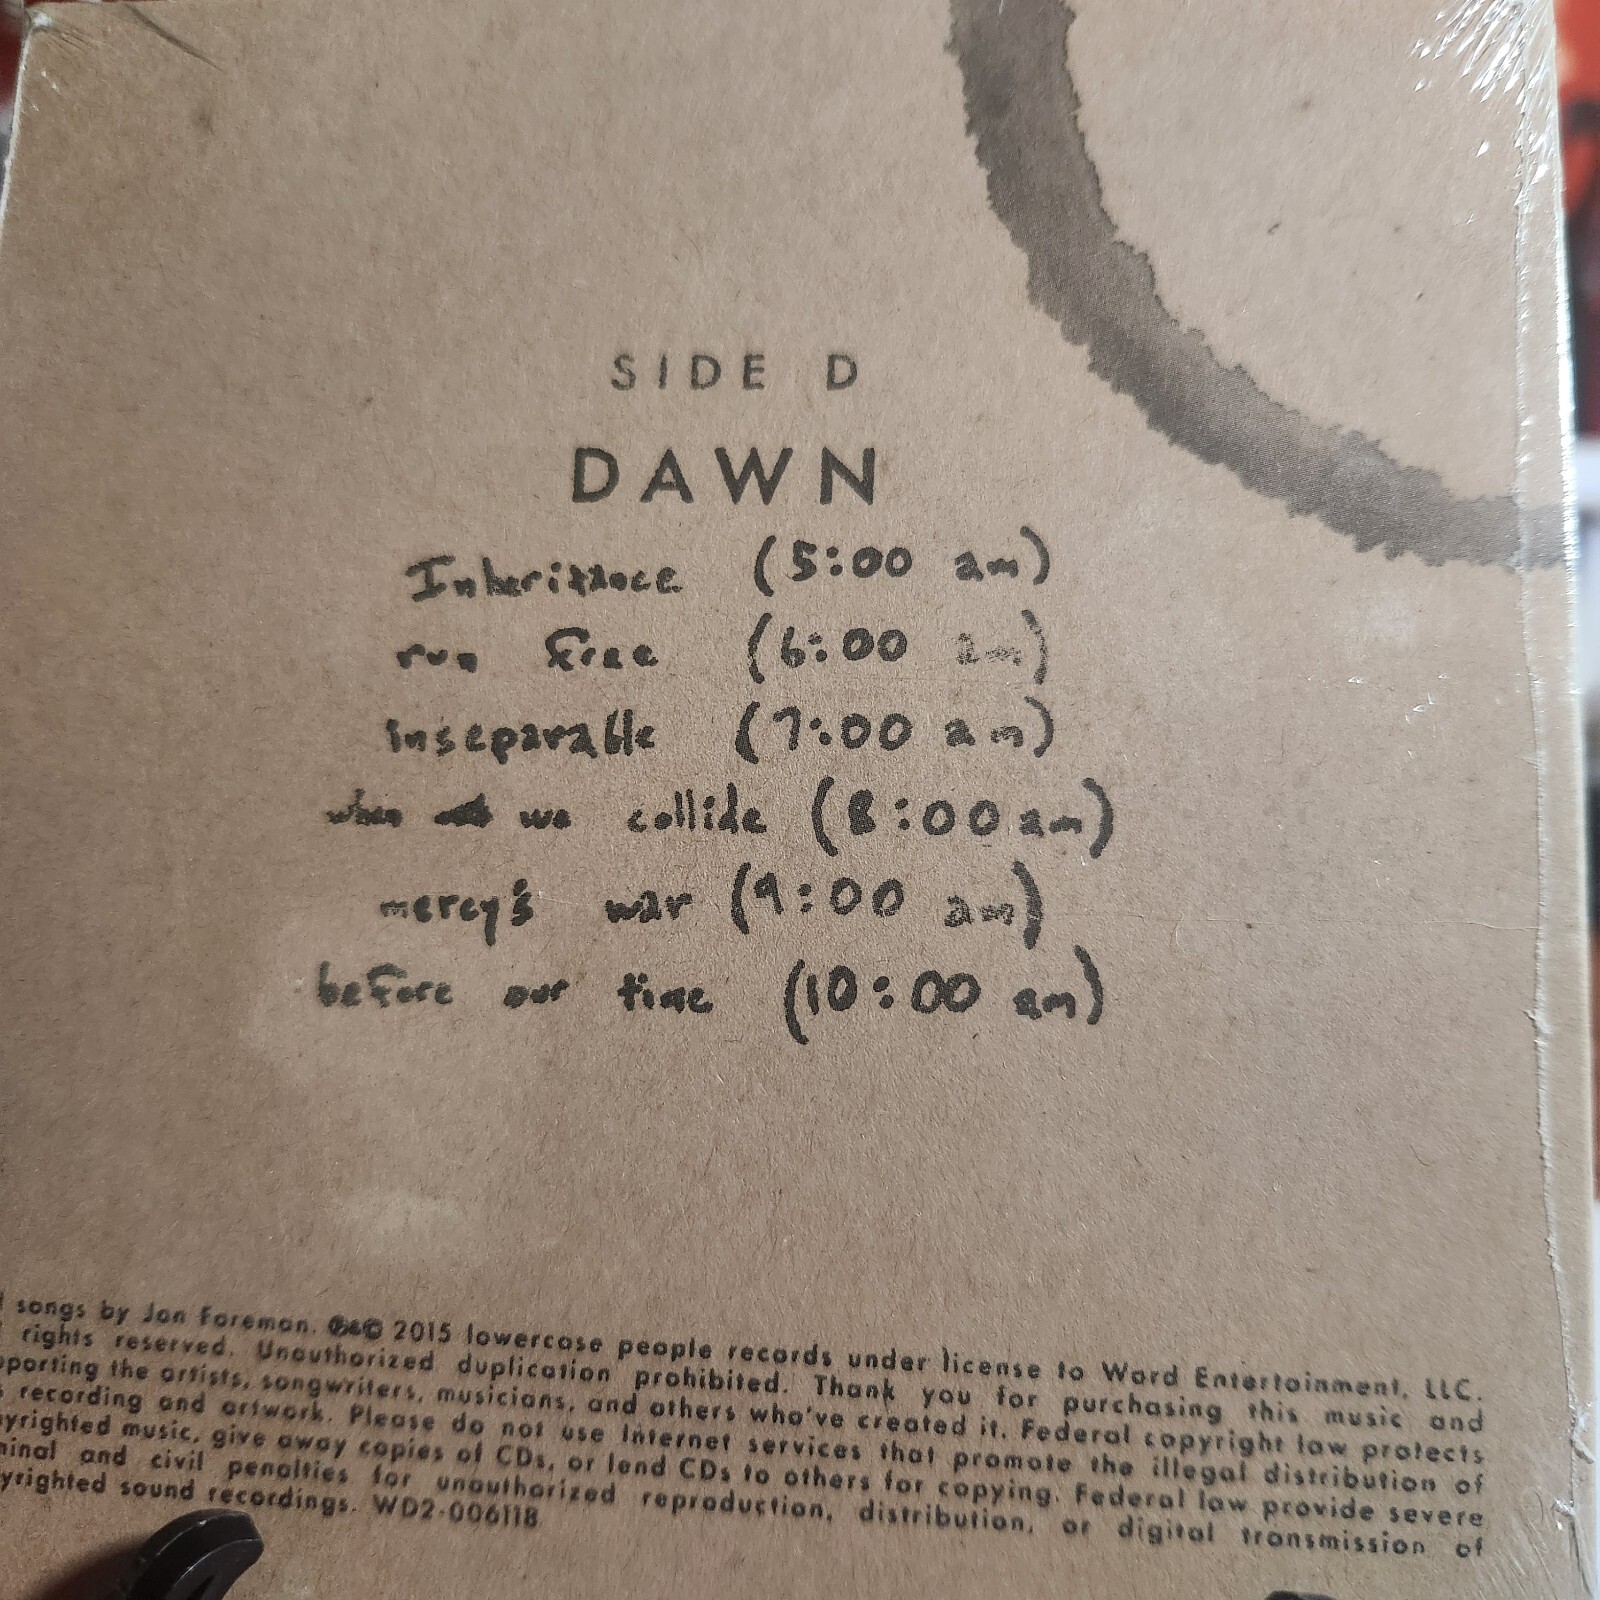 SIDE D
DAWN
Inheritance (5:00 am)
run free (6:00 am)
inseparable (7:00 am)
when we collide (8:00 am)
mercy's war (9:00 am)
before our time (10:00 am)
songs by Jon Foreman. ℗&© 2015 lowercase people records under license to Word Entertainment, LLC.
rights reserved. Unauthorized duplication prohibited. Thank you for purchasing this music and
pporting the artists, songwriters, musicians, and others who've created it. Federal copyright law protects
recording and artwork. Please do not use Internet services that promote the illegal distribution of
yrighted music, give away copies of CDs, or lend CDs to others for copying. Federal law provide severe
minal and civil penalties for unauthorized reproduction, distribution, or digital transmission of
yrighted sound recordings. WD2-006118